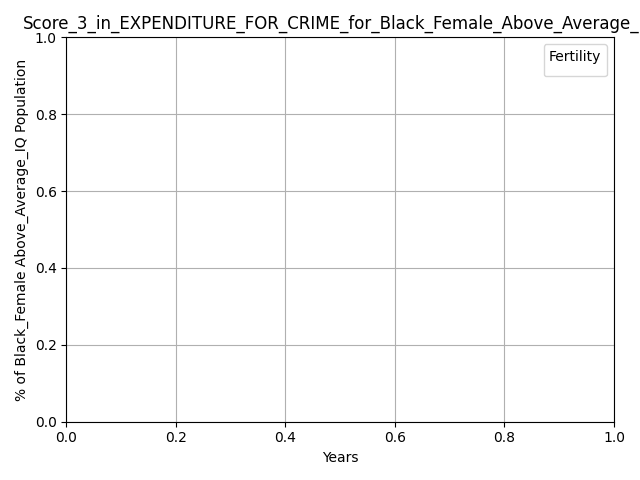 Score_3_in_EXPENDITURE_FOR_CRIME_for_Black_Female_Above_Average_
Fertility
% of Black_Female Above_Average_IQ Population
1.0
0.8
0.6
0.4
0.2
0.0
0.0 0.2 0.4 0.6 0.8 1.0
Years